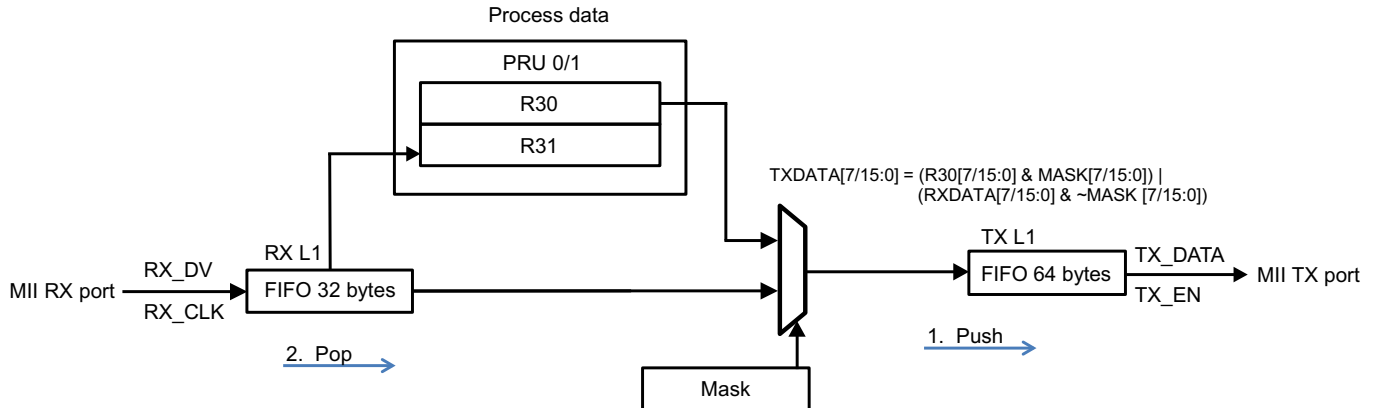 Process data
PRU 0/1
R30
R31
TXDATA[7/15:0] = (R30[7/15:0] & MASK[7/15:0]) |
(RXDATA[7/15:0] & ~MASK [7/15:0])
RX L1
TX L1
MII RX port
RX_DV
RX_CLK
FIFO 32 bytes
FIFO 64 bytes
TX_DATA
TX_EN
MII TX port
2. Pop
1. Push
Mask